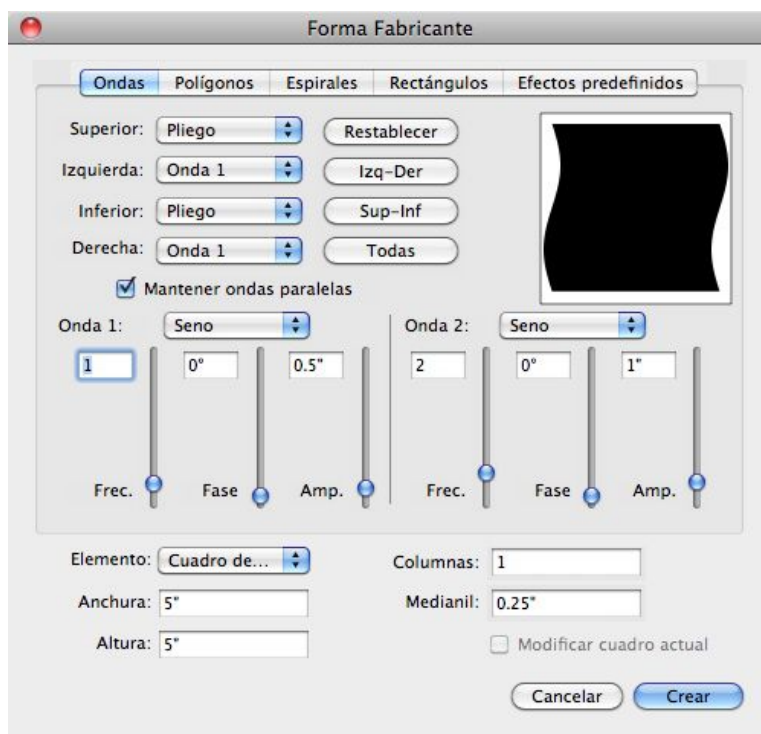 Forma Fabricante
Ondas Polígonos Espirales Rectángulos Efectos predefinidos
Superior: Pliego Restablecer
Izquierda: Onda 1 Izq-Der
Inferior: Pliego Sup-Inf
Derecha: Onda 1 Todas
Mantener ondas paralelas
Onda 1: Seno Onda 2: Seno
1 0° 0.5" 2 0° 1"
Frec. Fase Amp. Frec. Fase Amp.
Elemento: Cuadro de... Columnas: 1
Anchura: 5" Medianil: 0.25"
Altura: 5" Modificar cuadro actual
Cancelar Crear